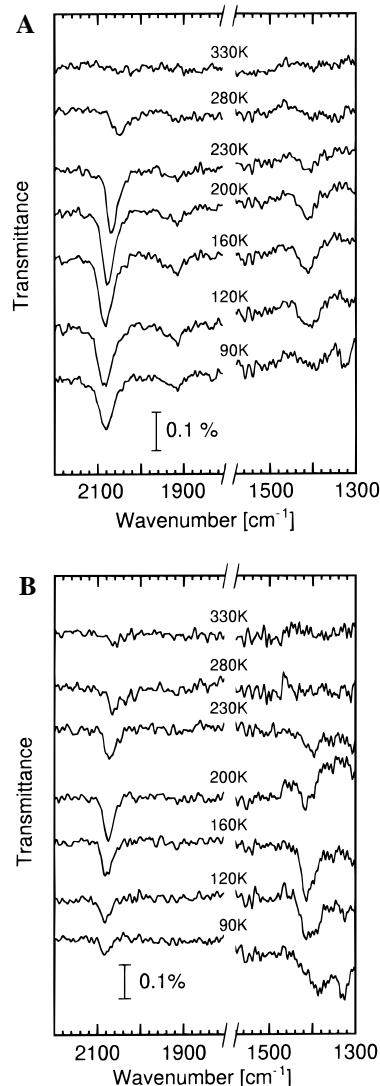 A
330K
280K
230K
200K
160K
120K
90K
0.1 %
Transmittance
2100 1900 1500 1300
Wavenumber [cm-1]
B
330K
280K
230K
200K
160K
120K
90K
0.1%
Transmittance
2100 1900 1500 1300
Wavenumber [cm-1]